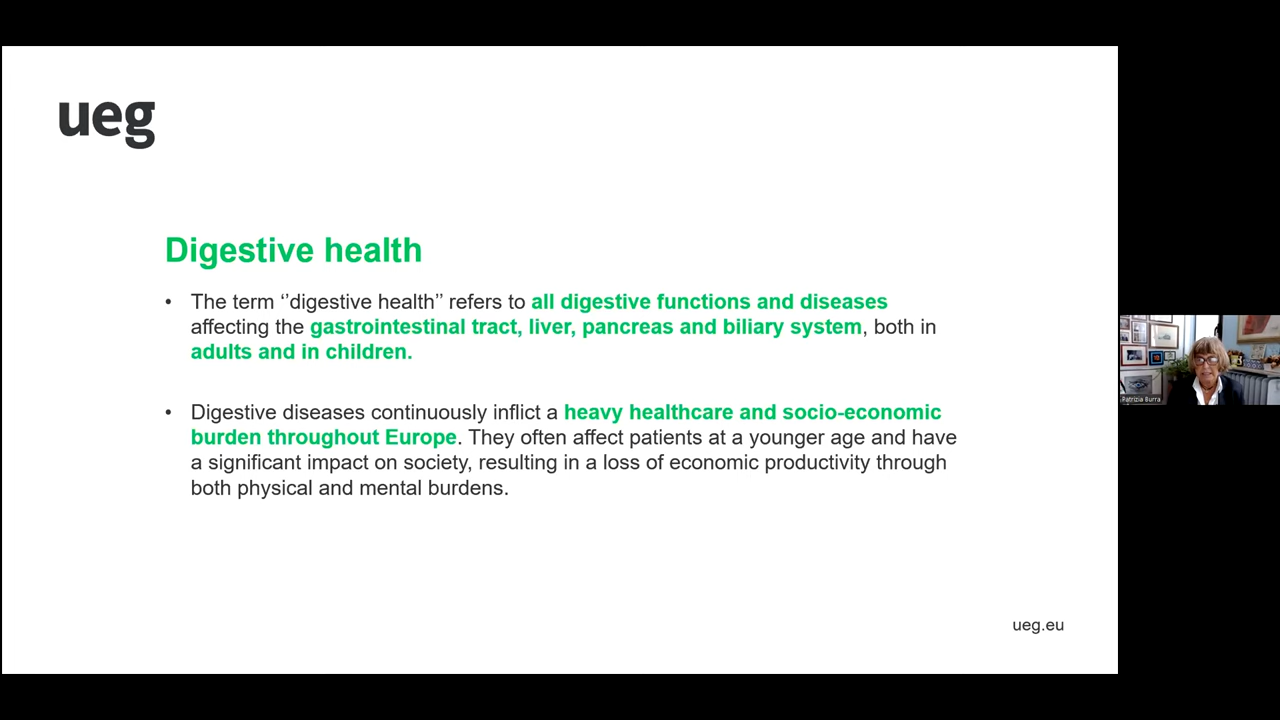 ueg
Digestive health
• The term ‘’digestive health’’ refers to all digestive functions and diseases
affecting the gastrointestinal tract, liver, pancreas and biliary system, both in
adults and in children.
• Digestive diseases continuously inflict a heavy healthcare and socio-economic
burden throughout Europe. They often affect patients at a younger age and have
a significant impact on society, resulting in a loss of economic productivity through
both physical and mental burdens.
ueg.eu
Patrizia Burra